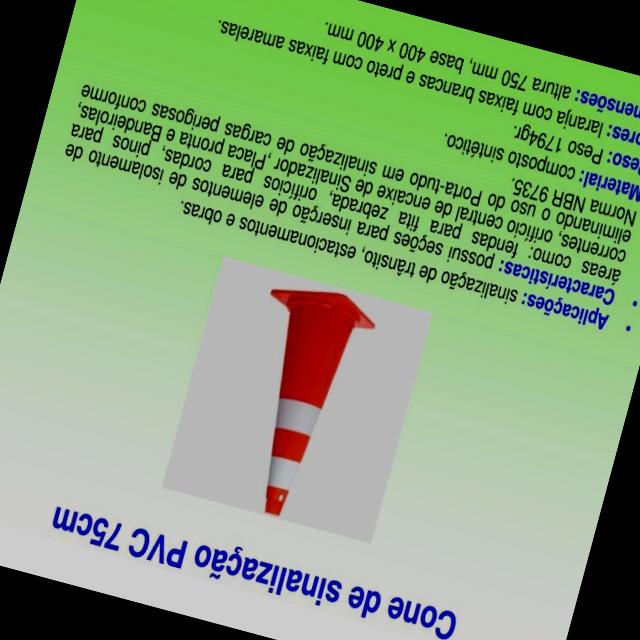 Cone de sinalização PVC 75cm
• Aplicações: sinalização de trânsito, estacionamentos e obras.
• Características: possui seções para inserção de elementos de isolamento de
áreas como: fendas para fita zebrada, orifícios para cordas, pinos para
correntes, orifício central de encaixe de Sinalizador, Placa pronta e Bandeirolas,
eliminando o uso do Porta-tudo em sinalização de cargas perigosas conforme
Norma NBR 9735.
Material: composto sintético.
Peso: Peso 1794gr.
ores: laranja com faixas brancas e preto com faixas amarelas.
mensões: altura 750 mm, base 400 x 400 mm.